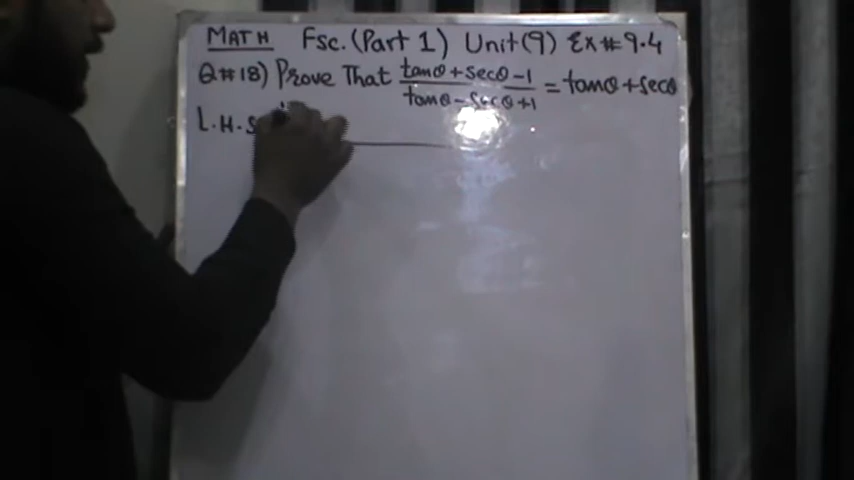 MATH Fsc. (Part 1) Unit(9) Ex # 9.4
Q#18) Prove That (tanθ + secθ - 1)/(tanθ - secθ + 1) = tanθ + secθ
L.H.S